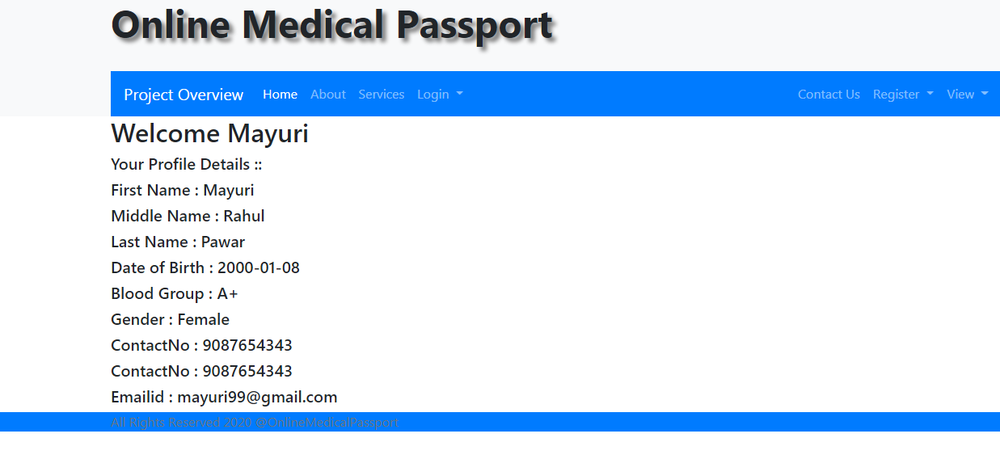 Online Medical Passport
Project Overview Home About Services Login Contact Us Register View
Welcome Mayuri
Your Profile Details ::
First Name : Mayuri
Middle Name : Rahul
Last Name : Pawar
Date of Birth : 2000-01-08
Blood Group : A+
Gender : Female
ContactNo : 9087654343
ContactNo : 9087654343
Emailid : mayuri99@gmail.com
All Rights Reserved 2020 @OnlineMedicalPassport